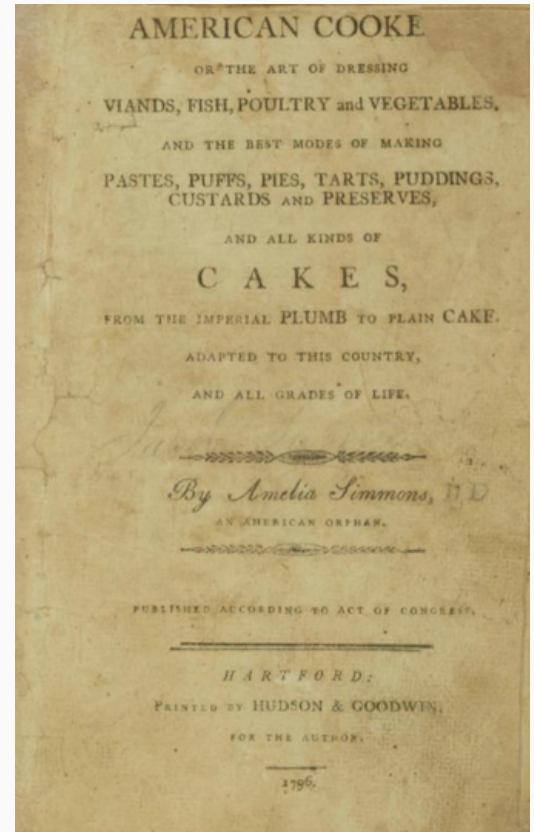 AMERICAN COOKE
OR THE ART OF DRESSING
VIANDS, FISH, POULTRY and VEGETABLES,
AND THE BEST MODES OF MAKING
PASTES, PUFFS, PIES, TARTS, PUDDINGS,
CUSTARDS AND PRESERVES,
AND ALL KINDS OF
CAKES,
FROM THE IMPERIAL PLUMB TO PLAIN CAKE.
ADAPTED TO THIS COUNTRY,
AND ALL GRADES OF LIFE.
By Amelia Simmons,
AN AMERICAN ORPHAN.
PUBLISHED ACCORDING TO ACT OF CONGRESS.
HARTFORD:
PRINTED BY HUDSON & GOODWIN,
FOR THE AUTHOR.
1796.